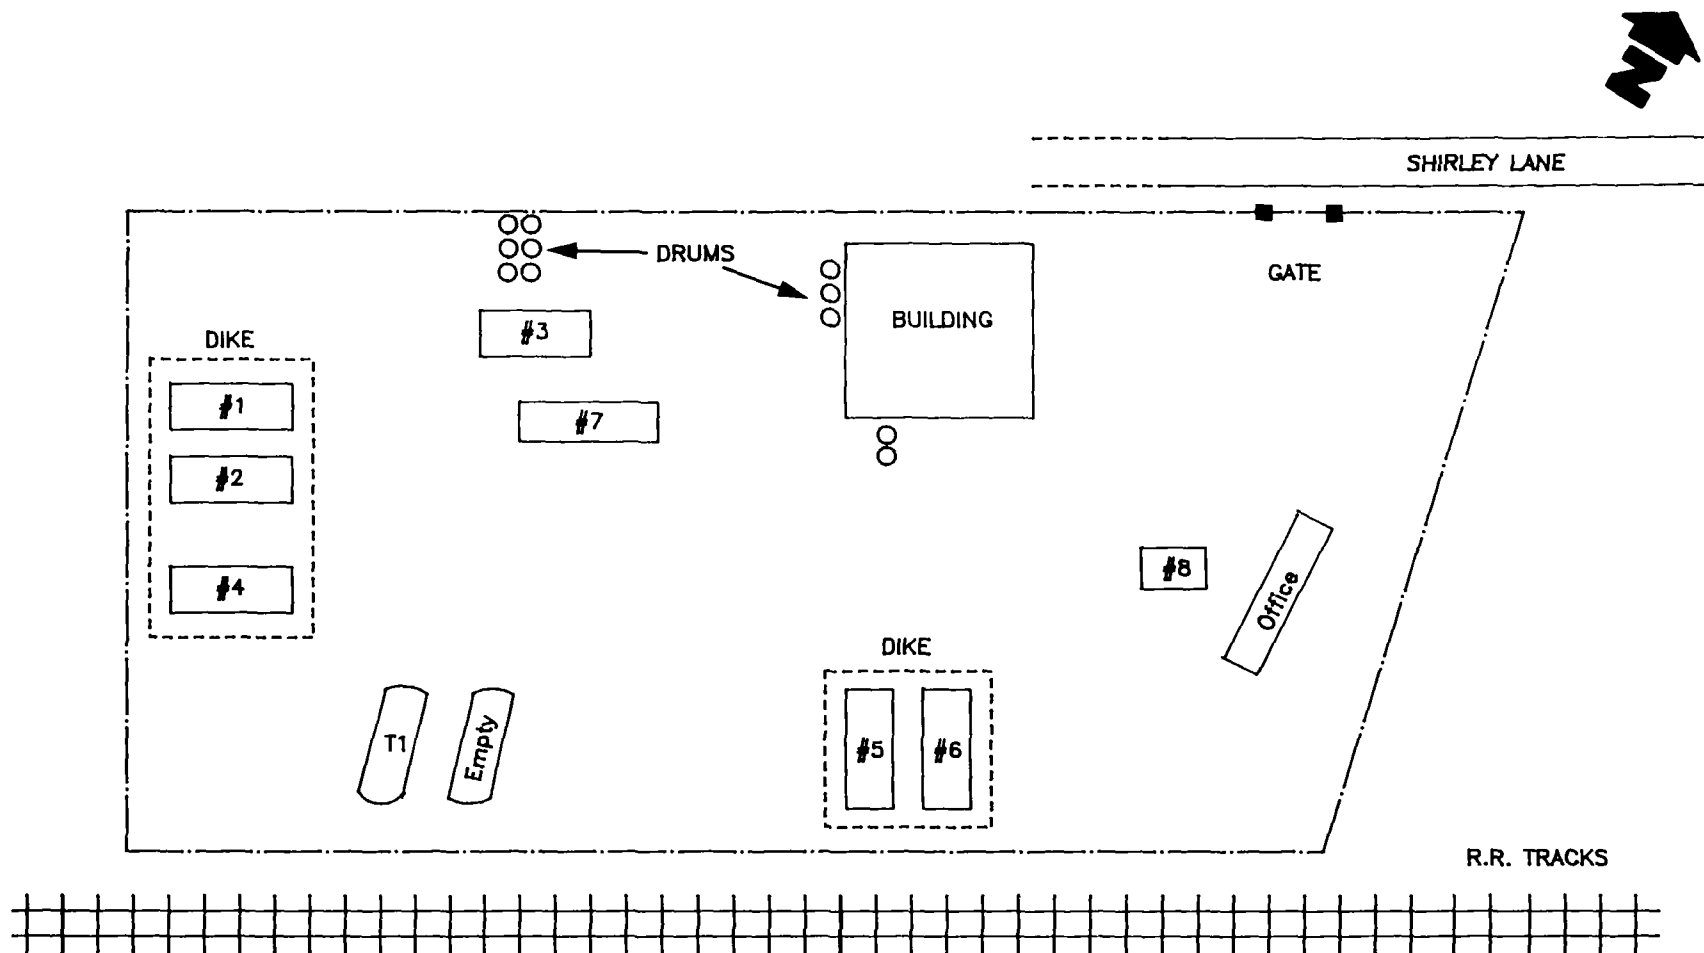 N
SHIRLEY LANE
DRUMS
GATE
BUILDING
#3
DIKE
#1
#7
#2
#8
#4
Office
DIKE
T1
Empty
#5
#6
R.R. TRACKS